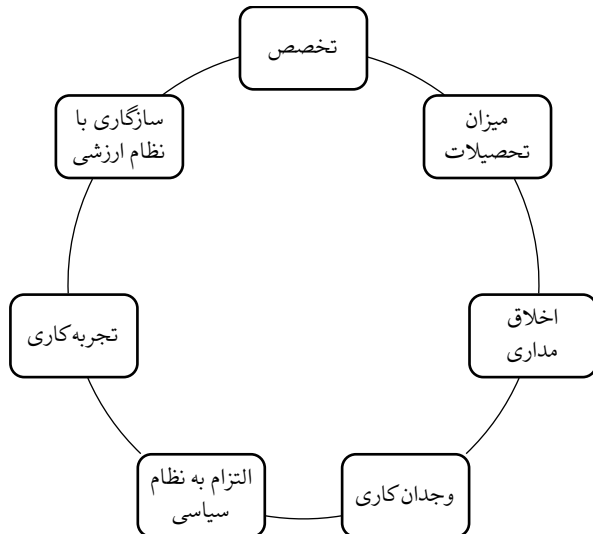 تخصص
میزان
تحصیلات
اخلاق
مداری
وجدان کاری
التزام به نظام
سیاسی
تجربه کاری
سازگاری با
نظام ارزشی